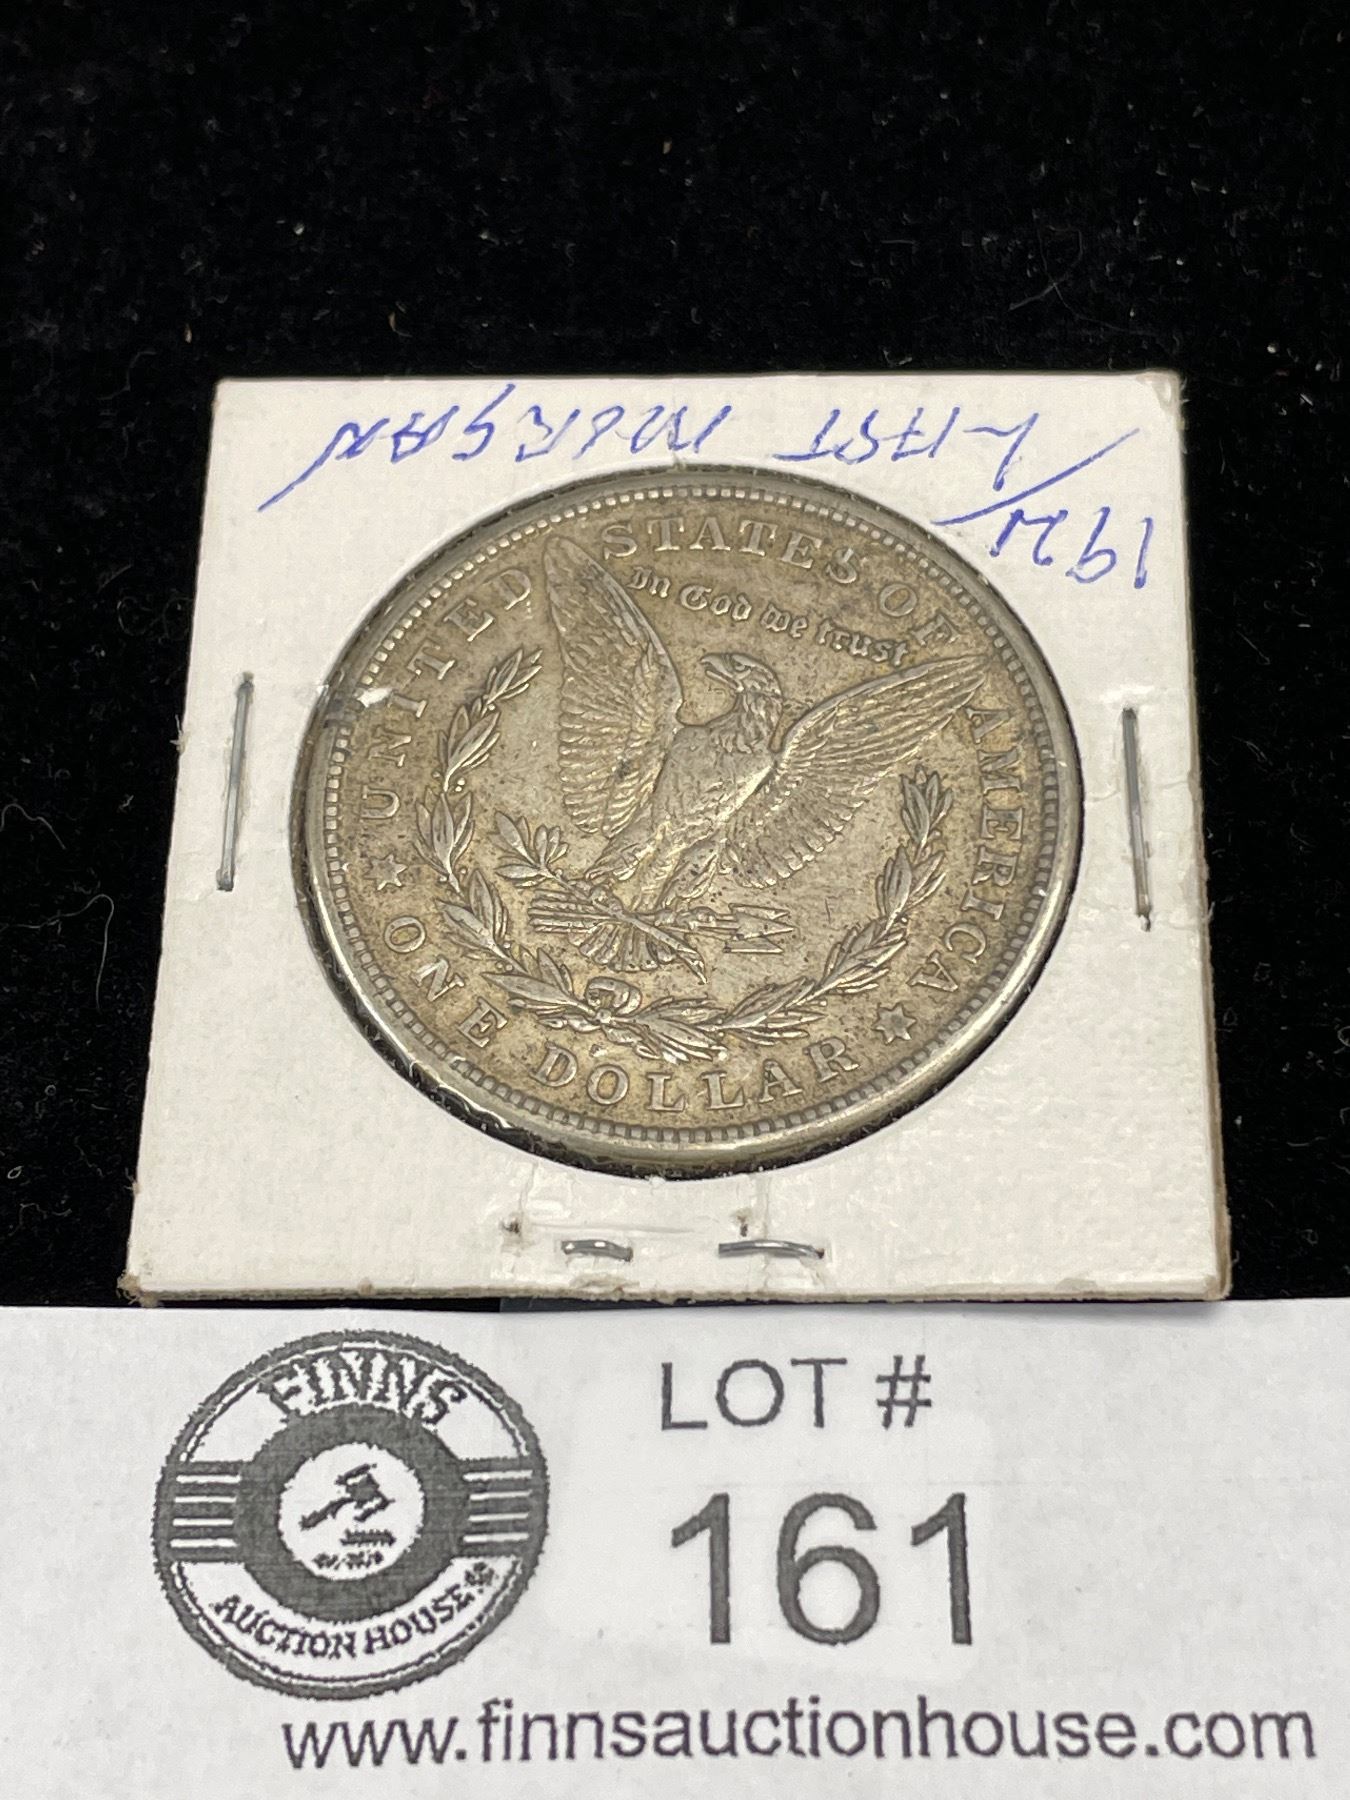 1921
LAST MORGAN
UNITED STATES OF AMERICA
In God we trust
ONE DOLLAR
FINNS
AUCTION HOUSE
LOT #
161
www.finnsauctionhouse.com